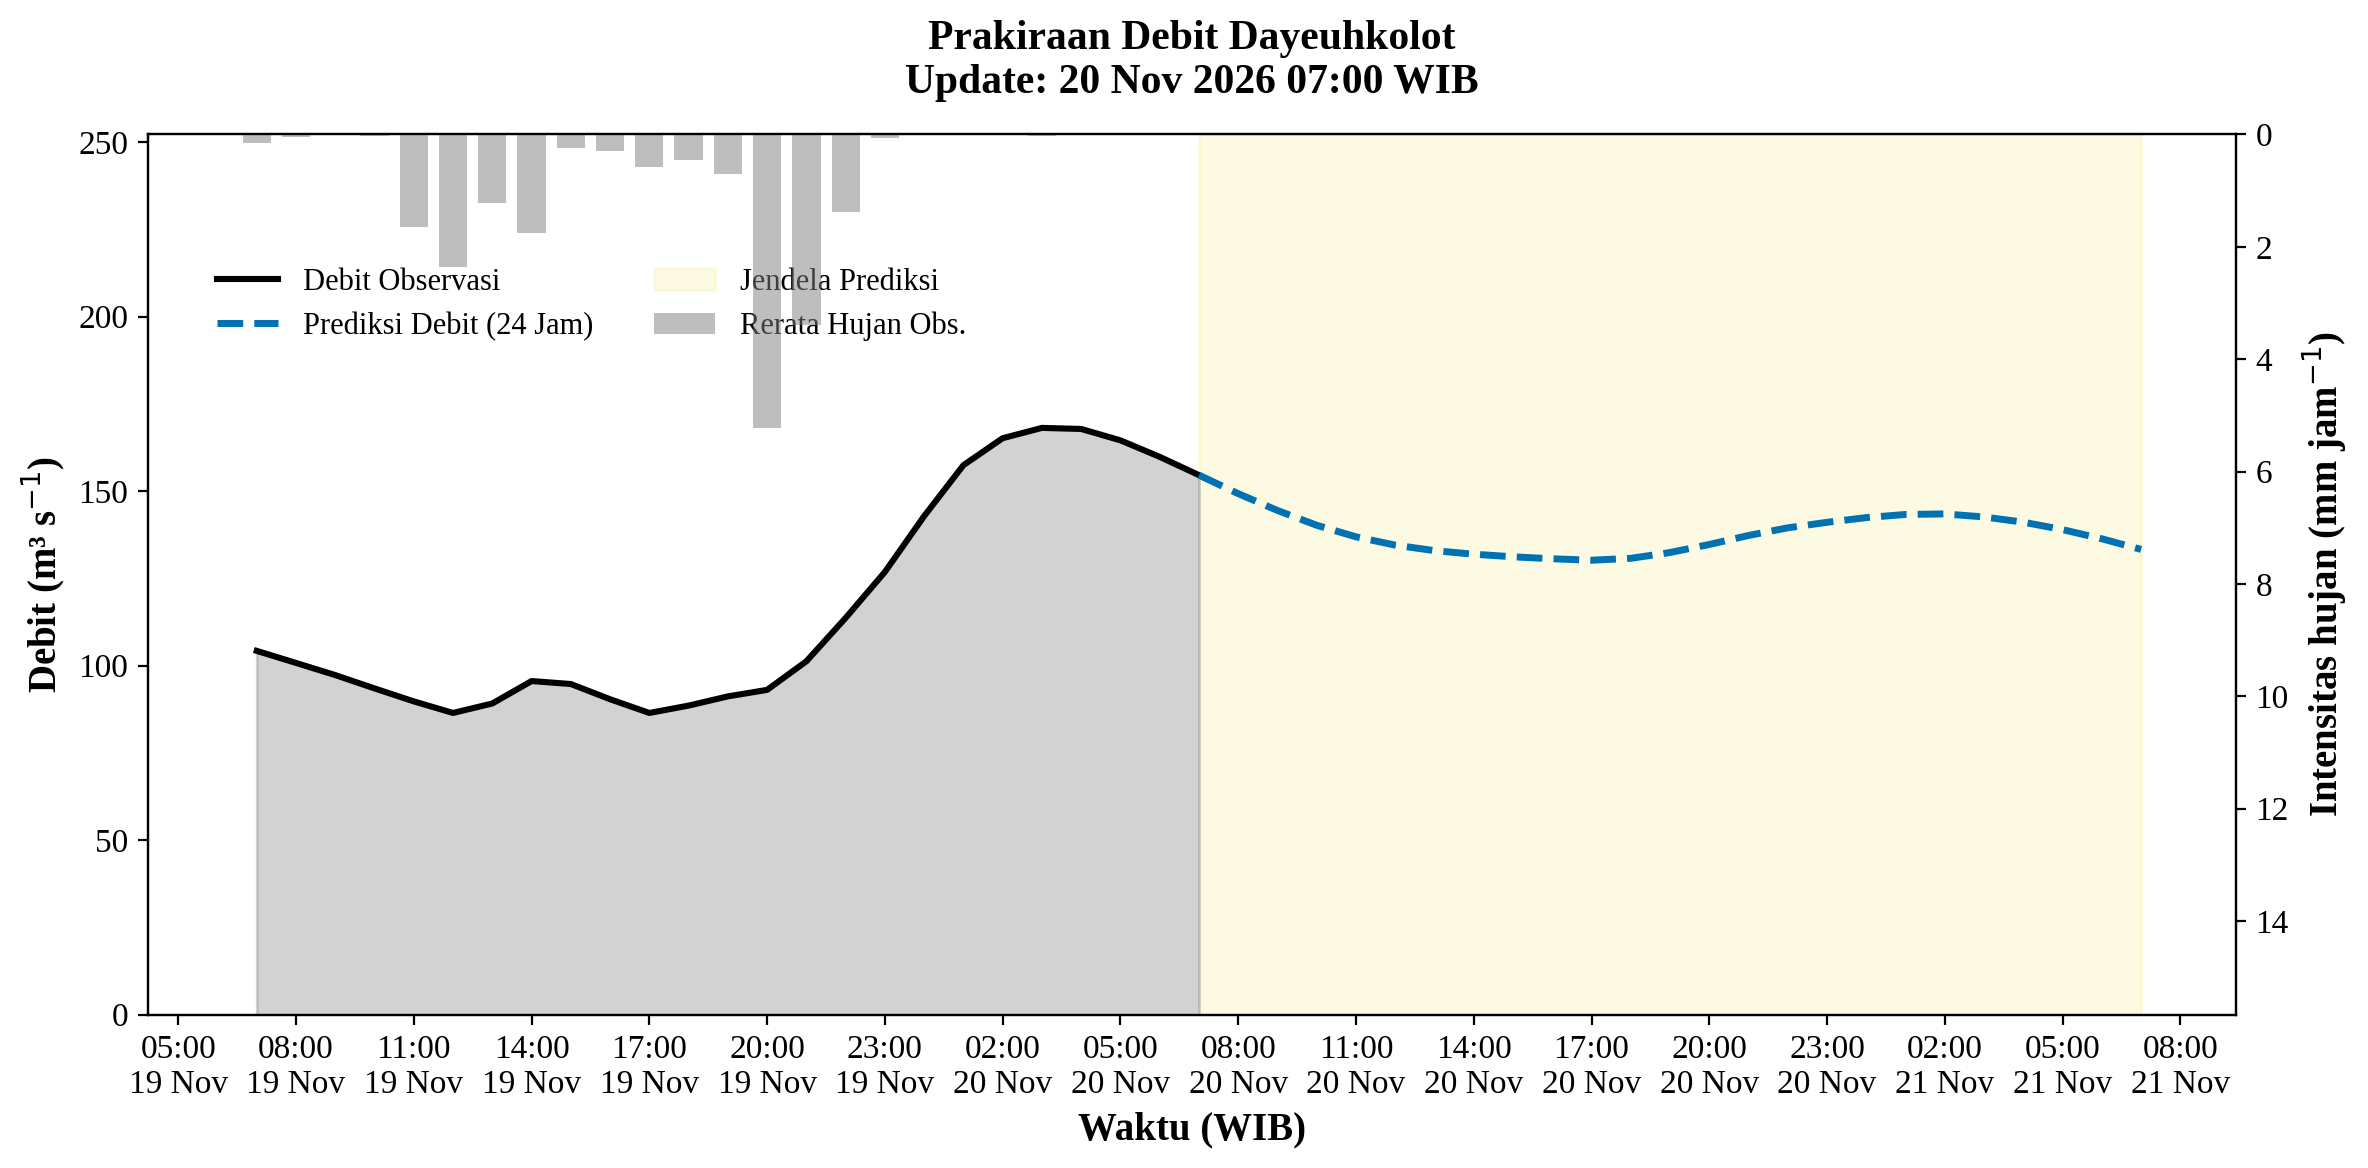 Prakiraan Debit Dayeuhkolot
Update: 20 Nov 2026 07:00 WIB
Debit (m³ s⁻¹)
250
200
150
100
50
0
Debit Observasi
Prediksi Debit (24 Jam)
Jendela Prediksi
Rerata Hujan Obs.
0
2
4
6
8
10
12
14
Intensitas hujan (mm jam⁻¹)
05:00 08:00 11:00 14:00 17:00 20:00 23:00 02:00 05:00 08:00 11:00 14:00 17:00 20:00 23:00 02:00 05:00 08:00
19 Nov 19 Nov 19 Nov 19 Nov 19 Nov 19 Nov 19 Nov 20 Nov 20 Nov 20 Nov 20 Nov 20 Nov 20 Nov 20 Nov 20 Nov 21 Nov 21 Nov 21 Nov
Waktu (WIB)